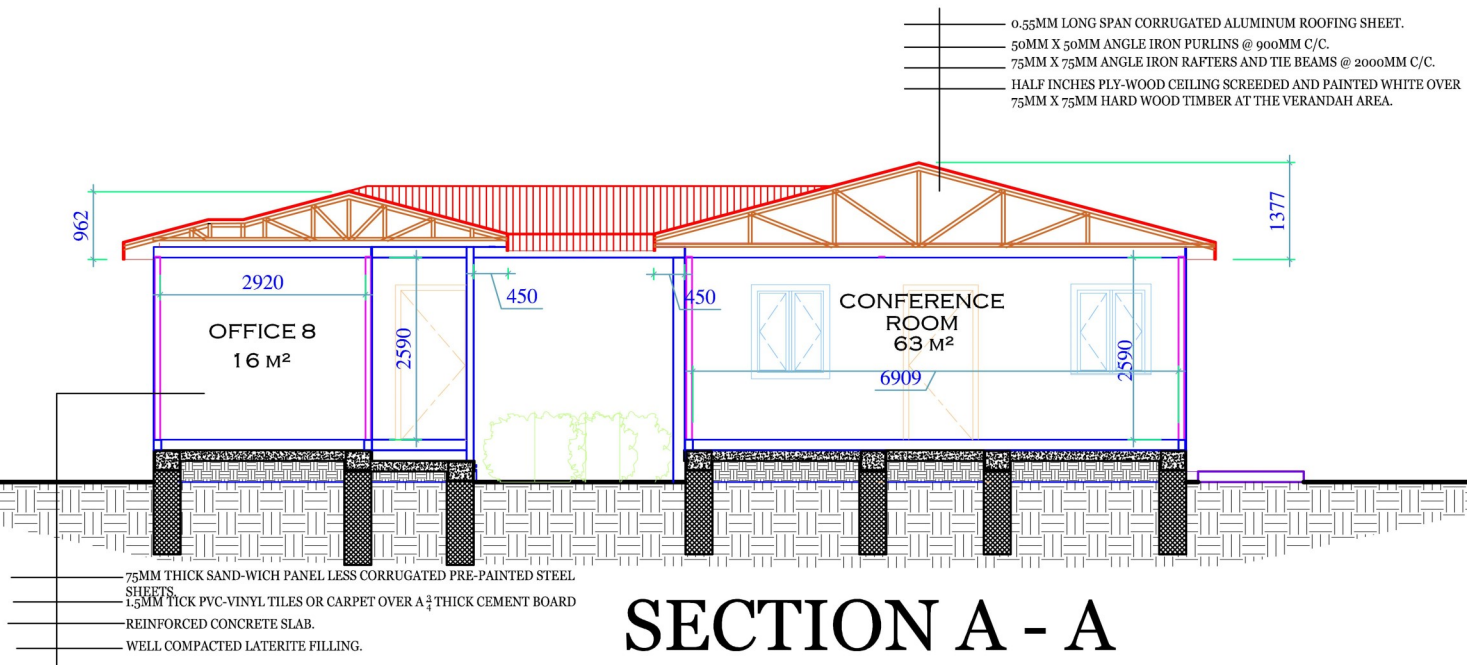 0.55MM LONG SPAN CORRUGATED ALUMINUM ROOFING SHEET.
50MM X 50MM ANGLE IRON PURLINS @ 900MM C/C.
75MM X 75MM ANGLE IRON RAFTERS AND TIE BEAMS @ 2000MM C/C.
HALF INCHES PLY-WOOD CEILING SCREEDED AND PAINTED WHITE OVER
75MM X 75MM HARD WOOD TIMBER AT THE VERANDAH AREA.
962
1377
2920
450
450
OFFICE 8
16 M²
2590
CONFERENCE
ROOM
63 M²
6909
2590
75MM THICK SAND-WICH PANEL LESS CORRUGATED PRE-PAINTED STEEL
SHEETS.
1.5MM TICK PVC-VINYL TILES OR CARPET OVER A ¾ THICK CEMENT BOARD
REINFORCED CONCRETE SLAB.
WELL COMPACTED LATERITE FILLING.
SECTION A - A